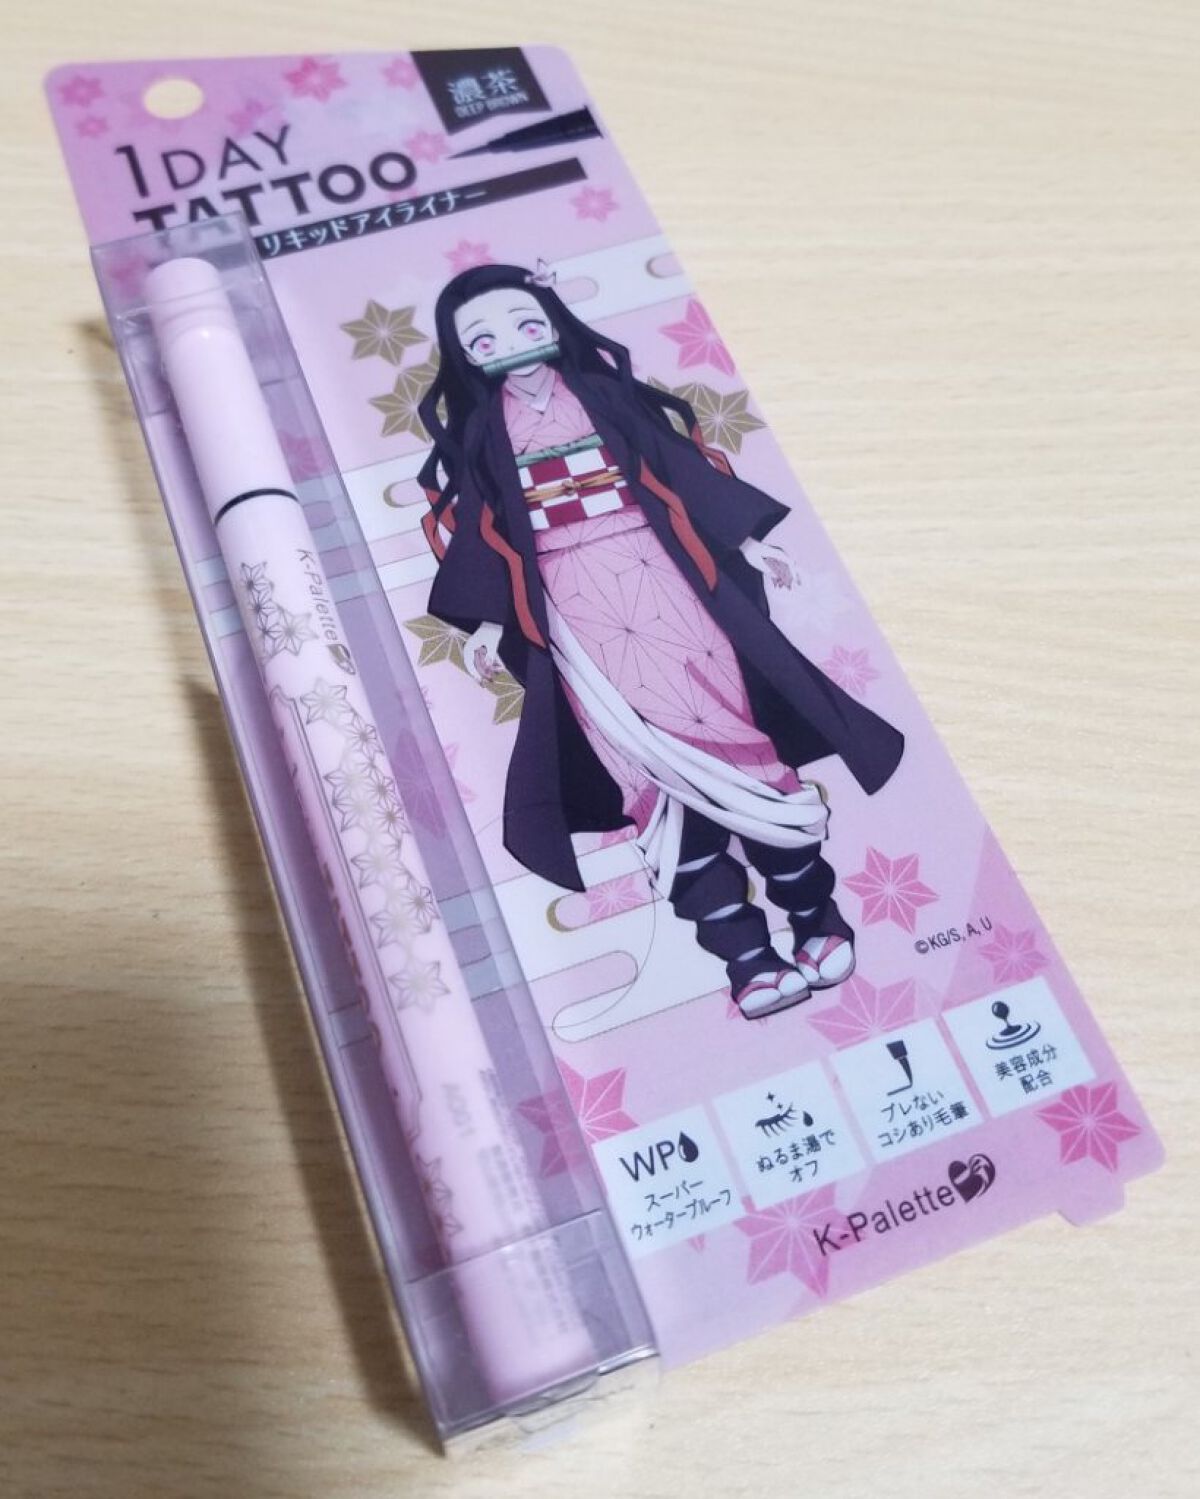 濃茶
DEEP BROWN
1DAY
TATTOO
リキッドアイライナー
K-Palette
©KG/S, A, U
WP
スーパー
ウォータープルーフ
ぬるま湯で
オフ
ブレない
コシあり毛筆
美容成分
配合
K-Palette
A01